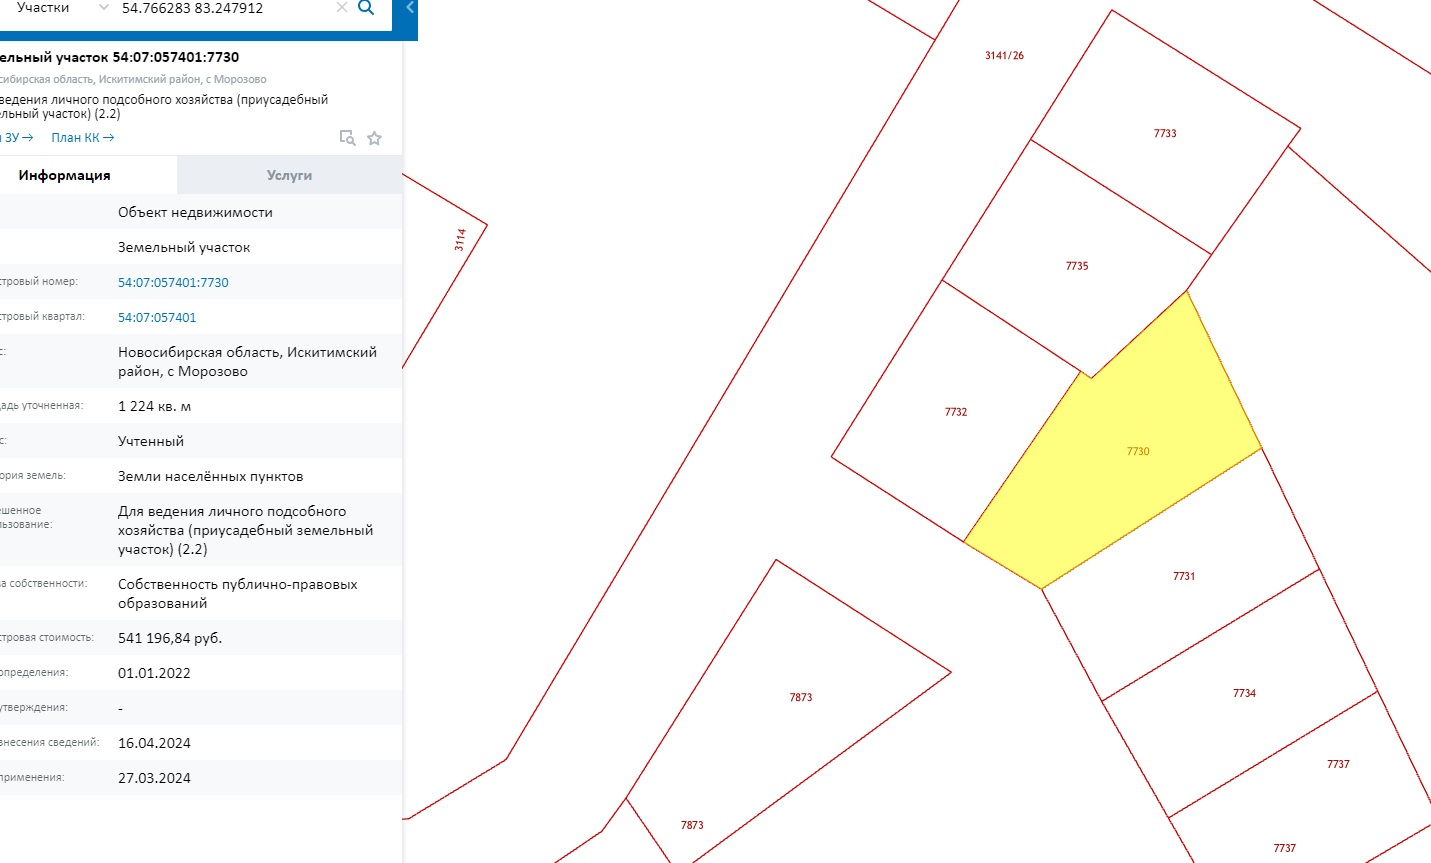 Участки 54.766283 83.247912
ельный участок 54:07:057401:7730
сибирская область, Искитимский район, с Морозово
ведения личного подсобного хозяйства (приусадебный
ельный участок) (2.2)
ЗУ→ План КК→
Информация Услуги
Объект недвижимости
Земельный участок
стровый номер: 54:07:057401:7730
стровый квартал: 54:07:057401
с: Новосибирская область, Искитимский
район, с Морозово
адь уточненная: 1 224 кв. м
с: Учтенный
ория земель: Земли населённых пунктов
ешенное
льзование:
Для ведения личного подсобного
хозяйства (приусадебный земельный
участок) (2.2)
а собственности: Собственность публично-правовых
образований
стровая стоимость: 541 196,84 руб.
определения: 01.01.2022
утверждения: -
внесения сведений: 16.04.2024
применения: 27.03.2024
3141/26
7733
3114
7735
7732
7730
7731
7873
7734
7737
7873
7737